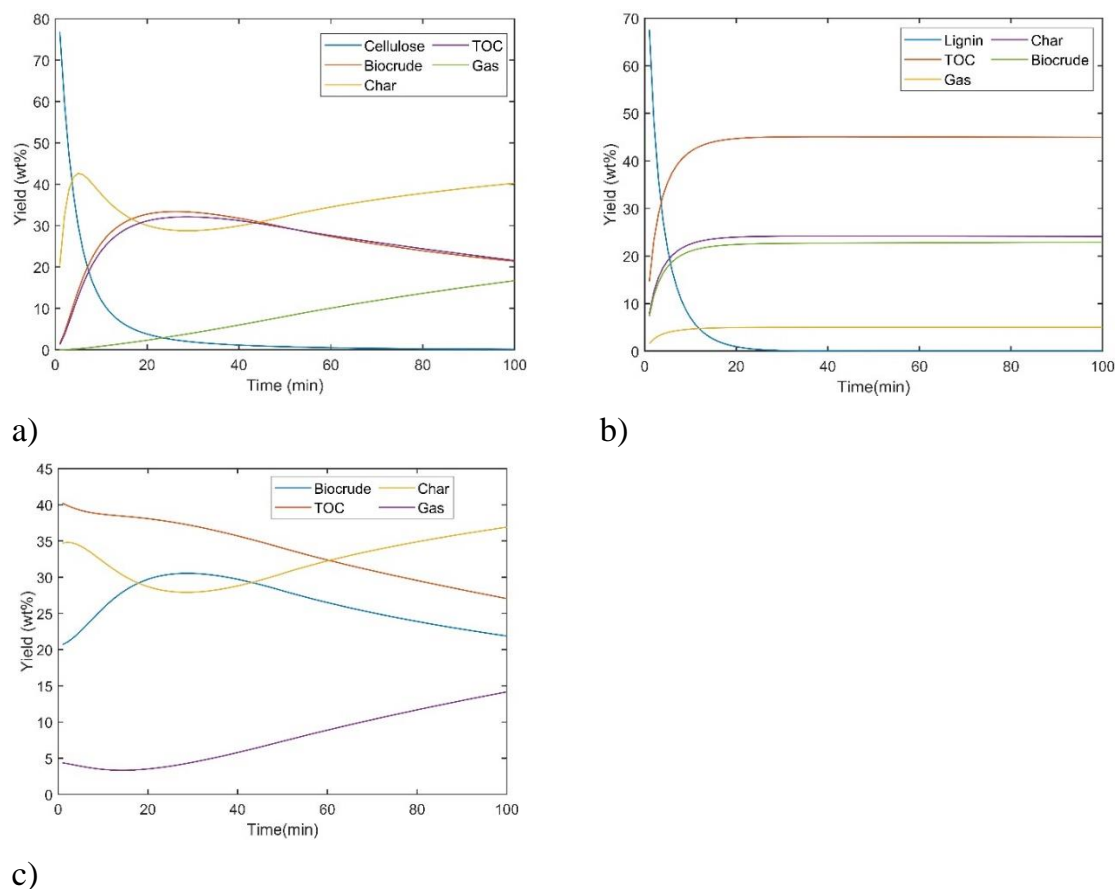 80
70
60
50
40
30
20
10
0
Yield (wt%)
Cellulose TOC
Biocrude Gas
Char
0 20 40 60 80 100
Time (min)
a)
70
60
50
40
30
20
10
0
Yield (wt%)
Lignin Char
TOC Biocrude
Gas
0 20 40 60 80 100
Time(min)
b)
45
40
35
30
25
20
15
10
5
0
Yield (wt%)
Biocrude Char
TOC Gas
0 20 40 60 80 100
Time(min)
c)